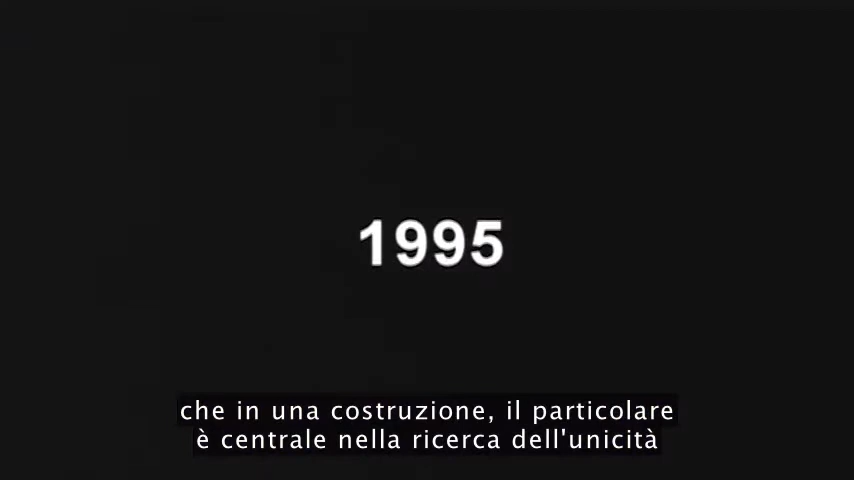 1995
che in una costruzione, il particolare
è centrale nella ricerca dell'unicità